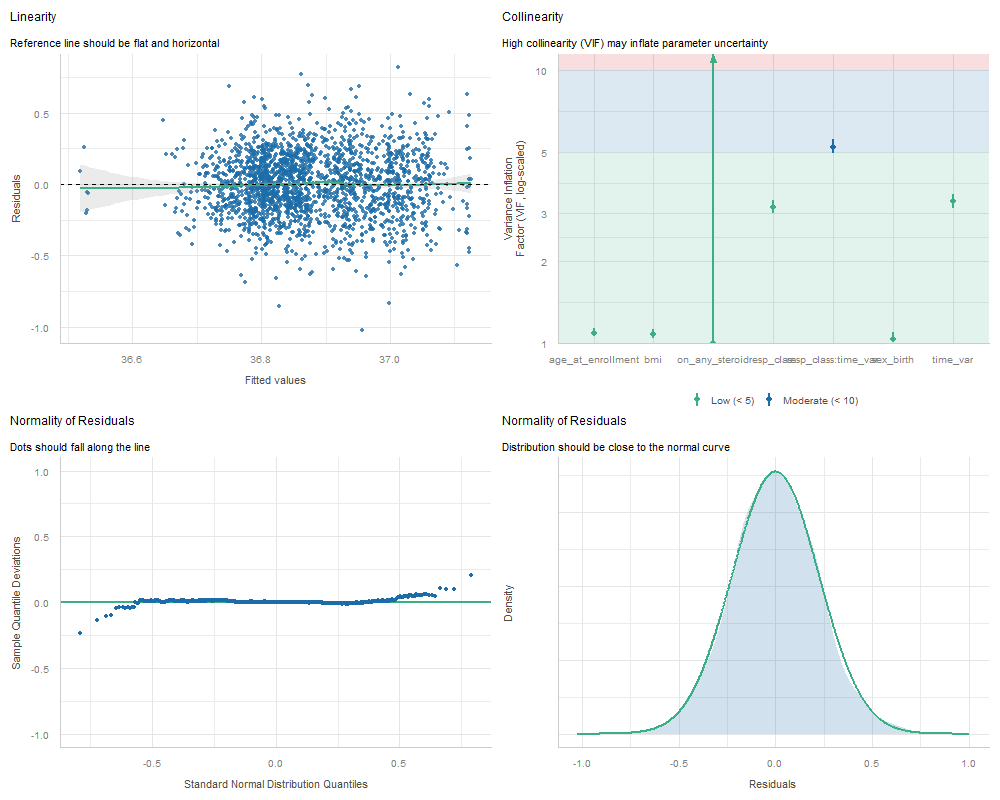 Linearity
Reference line should be flat and horizontal
0.5
0.0
-0.5
-1.0
Residuals
36.6
36.8
37.0
Fitted values
Collinearity
High collinearity (VIF) may inflate parameter uncertainty
10
5
3
2
1
Variance Inflation
Factor (VIF, log-scaled)
age_at_enrollment
bmi
on_any_steroid
sex_birth
time_var
Low (< 5)
Moderate (< 10)
Normality of Residuals
Dots should fall along the line
1.0
0.5
0.0
-0.5
-1.0
Sample Quantile Deviations
-0.5
0.0
0.5
Standard Normal Distribution Quantiles
Normality of Residuals
Distribution should be close to the normal curve
Density
-1.0
-0.5
0.0
0.5
1.0
Residuals